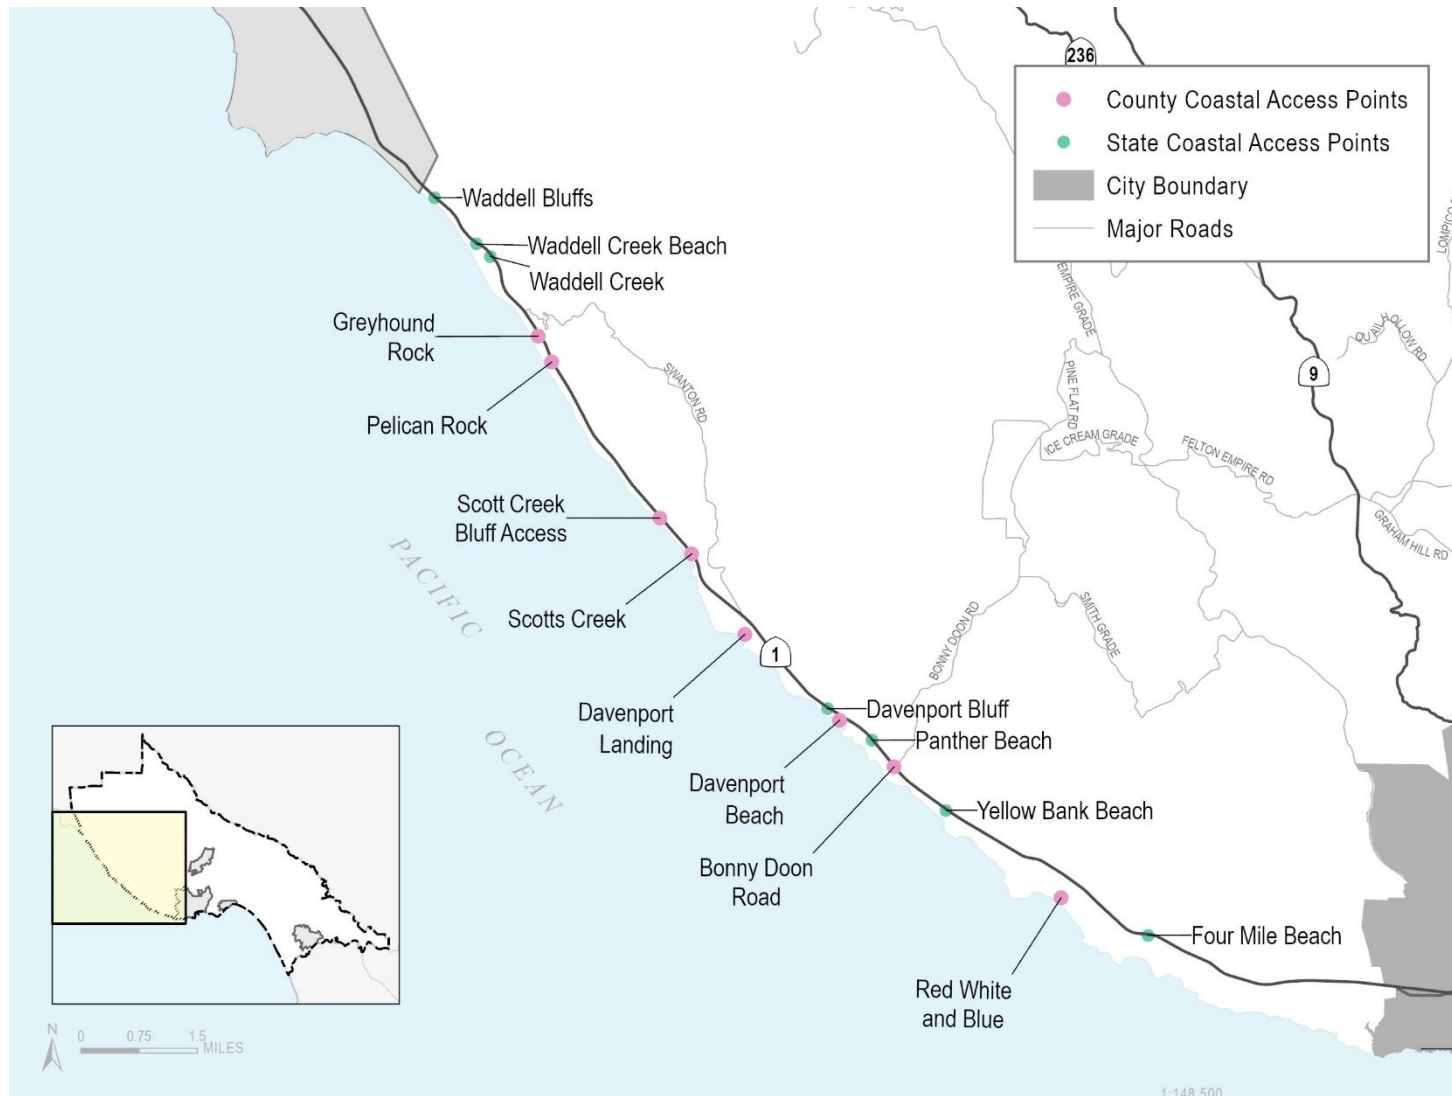 236
County Coastal Access Points
State Coastal Access Points
City Boundary
Major Roads
Waddell Bluffs
Waddell Creek Beach
Waddell Creek
Greyhound
Rock
Pelican Rock
SWANTON RD
EMPIRE GRADE
PINE FLAT RD
ICE CREAM GRADE
FELTON EMPIRE RD
QUAIL HOLLOW RD
9
GRAHAM HILL RD
Scott Creek
Bluff Access
Scotts Creek
PACIFIC
OCEAN
1
BONNY DOON RD
SMITH GRADE
Davenport
Landing
Davenport Bluff
Panther Beach
Davenport
Beach
Yellow Bank Beach
Bonny Doon
Road
Four Mile Beach
Red White
and Blue
N
0 0.75 1.5
MILES
1:148,500